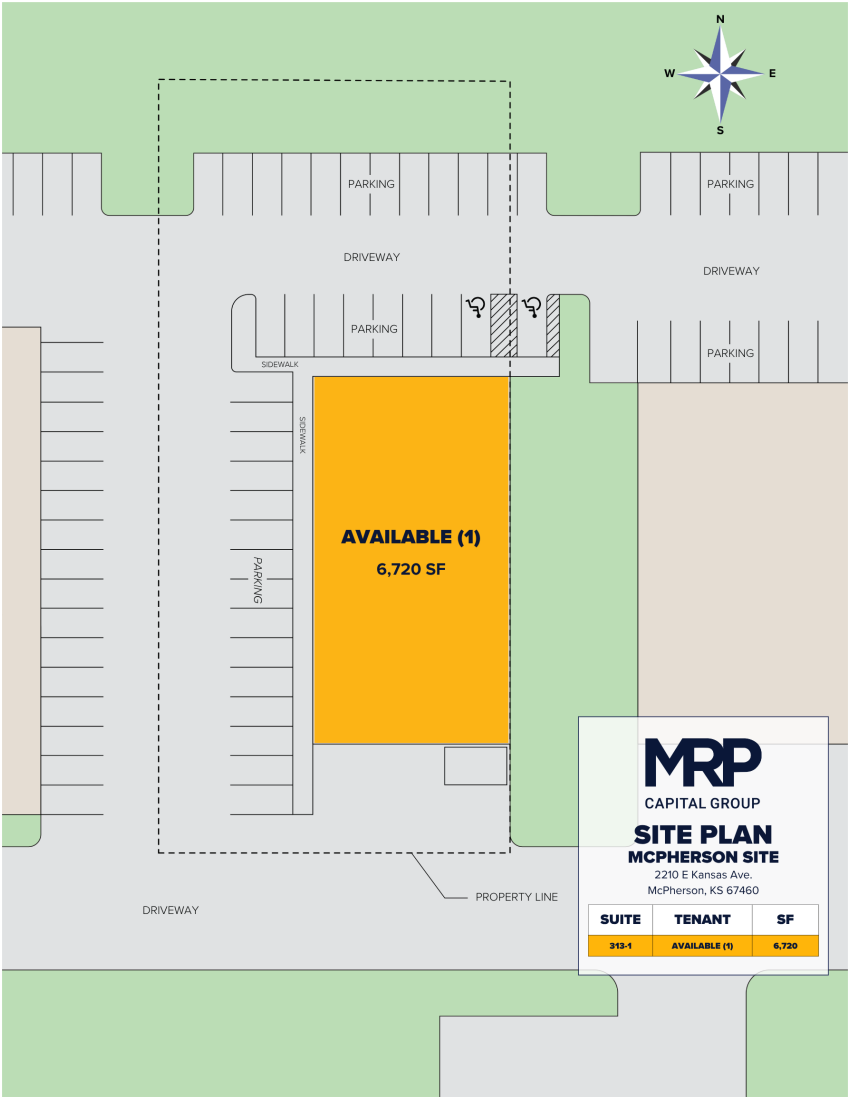 N
W E
S
PARKING
PARKING
DRIVEWAY
DRIVEWAY
PARKING
PARKING
SIDEWALK
SIDEWALK
AVAILABLE (1)
6,720 SF
PARKING
MRP
CAPITAL GROUP
SITE PLAN
MCPHERSON SITE
2210 E Kansas Ave.
McPherson, KS 67460
SUITE TENANT SF
313-1 AVAILABLE (1) 6,720
PROPERTY LINE
DRIVEWAY